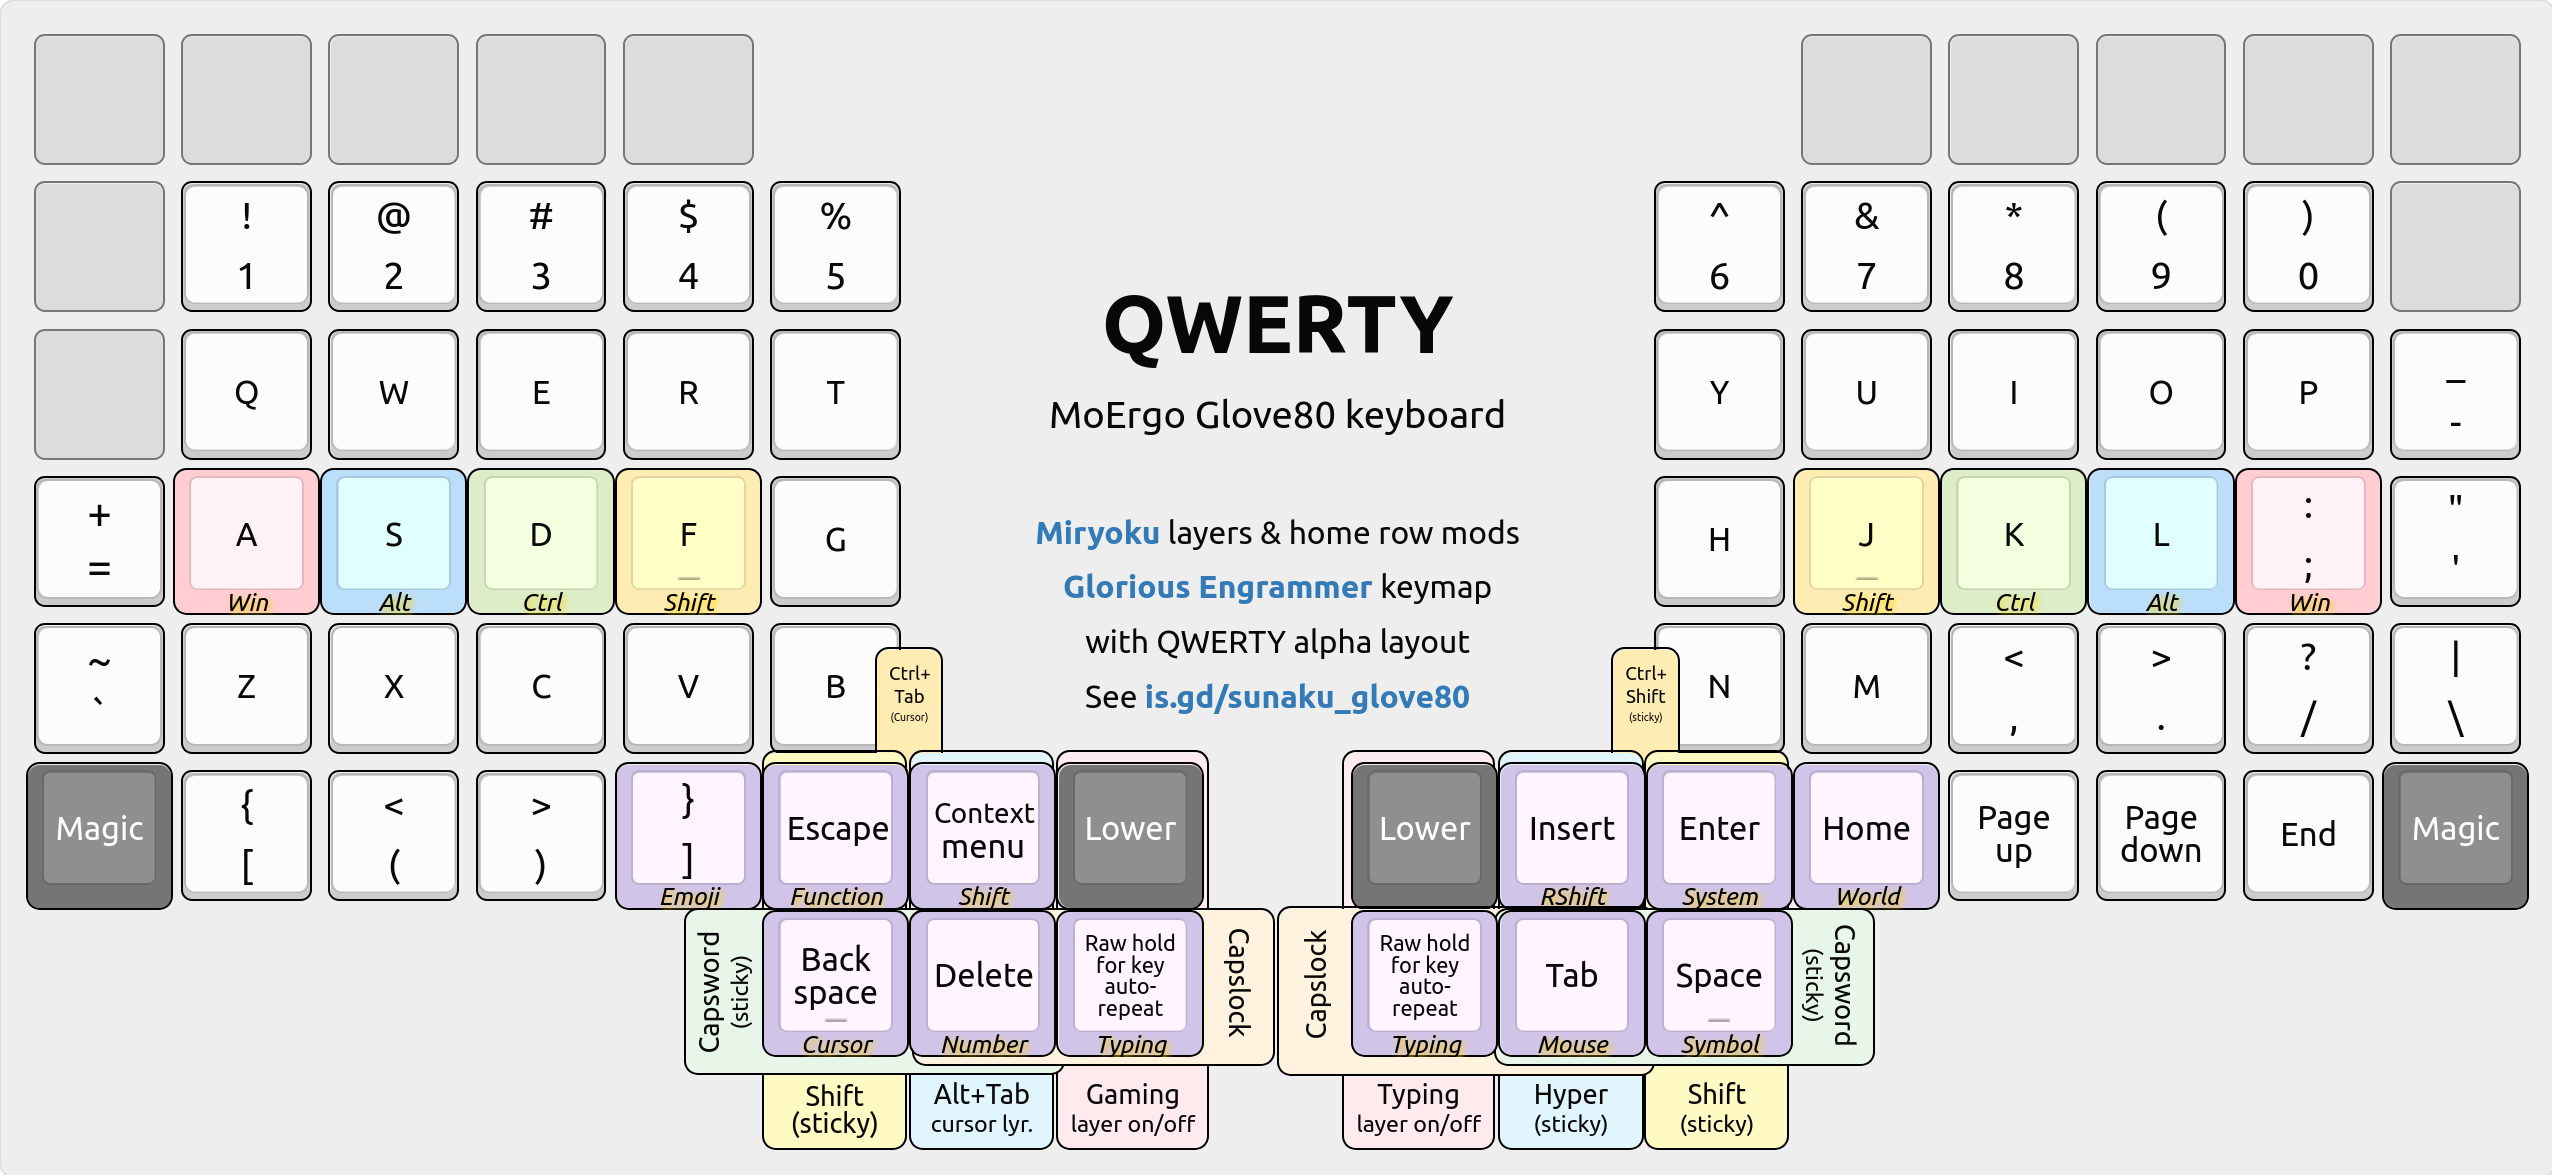 ! @ # $ % ^ & * ( )
1 2 3 4 5 6 7 8 9 0
QWERTY
Q W E R T Y U I O P _
-
MoErgo Glove80 keyboard
+ A S D F G H J K L : "
= ; '
Win Alt Ctrl Shift Shift Ctrl Alt Win
Miryoku layers & home row mods
Glorious Engrammer keymap
with QWERTY alpha layout
See is.gd/sunaku_glove80
~ Z X C V B N M < > ? |
` , . / \
Ctrl+
Tab
(Cursor)
Ctrl+
Shift
(sticky)
Magic
{
[
<
(
>
)
}
]
Emoji
Escape
Function
Context
menu
Shift
Lower
Lower
Insert
RShift
Enter
System
Home
World
Page
up
Page
down
End
Magic
Capsword
(sticky)
Back
space
Cursor
Delete
Number
Raw hold
for key
auto-
repeat
Typing
Capslock
Capslock
Raw hold
for key
auto-
repeat
Typing
Tab
Mouse
Space
Symbol
Capsword
(sticky)
Shift
(sticky)
Alt+Tab
cursor lyr.
Gaming
layer on/off
Typing
layer on/off
Hyper
(sticky)
Shift
(sticky)